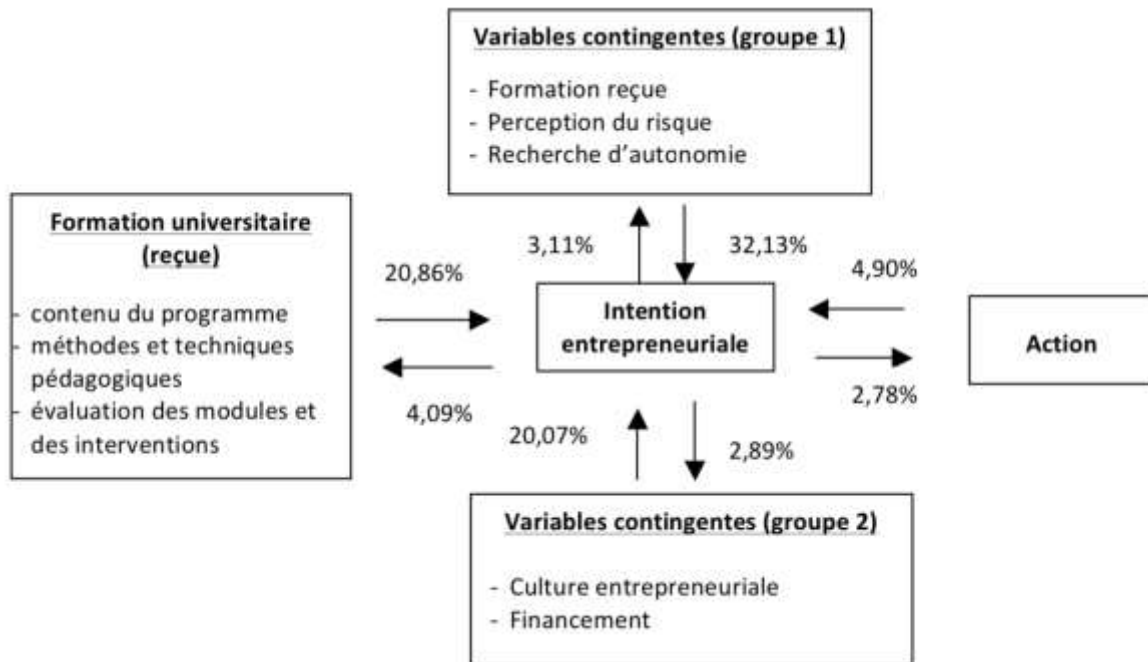 Variables contingentes (groupe 1)
- Formation reçue
- Perception du risque
- Recherche d'autonomie
Formation universitaire
(reçue)
- contenu du programme
- méthodes et techniques
pédagogiques
- évaluation des modules et
des interventions
20,86%
4,09%
3,11%
32,13%
Intention
entrepreneuriale
4,90%
2,78%
Action
20,07%
2,89%
Variables contingentes (groupe 2)
- Culture entrepreneuriale
- Financement